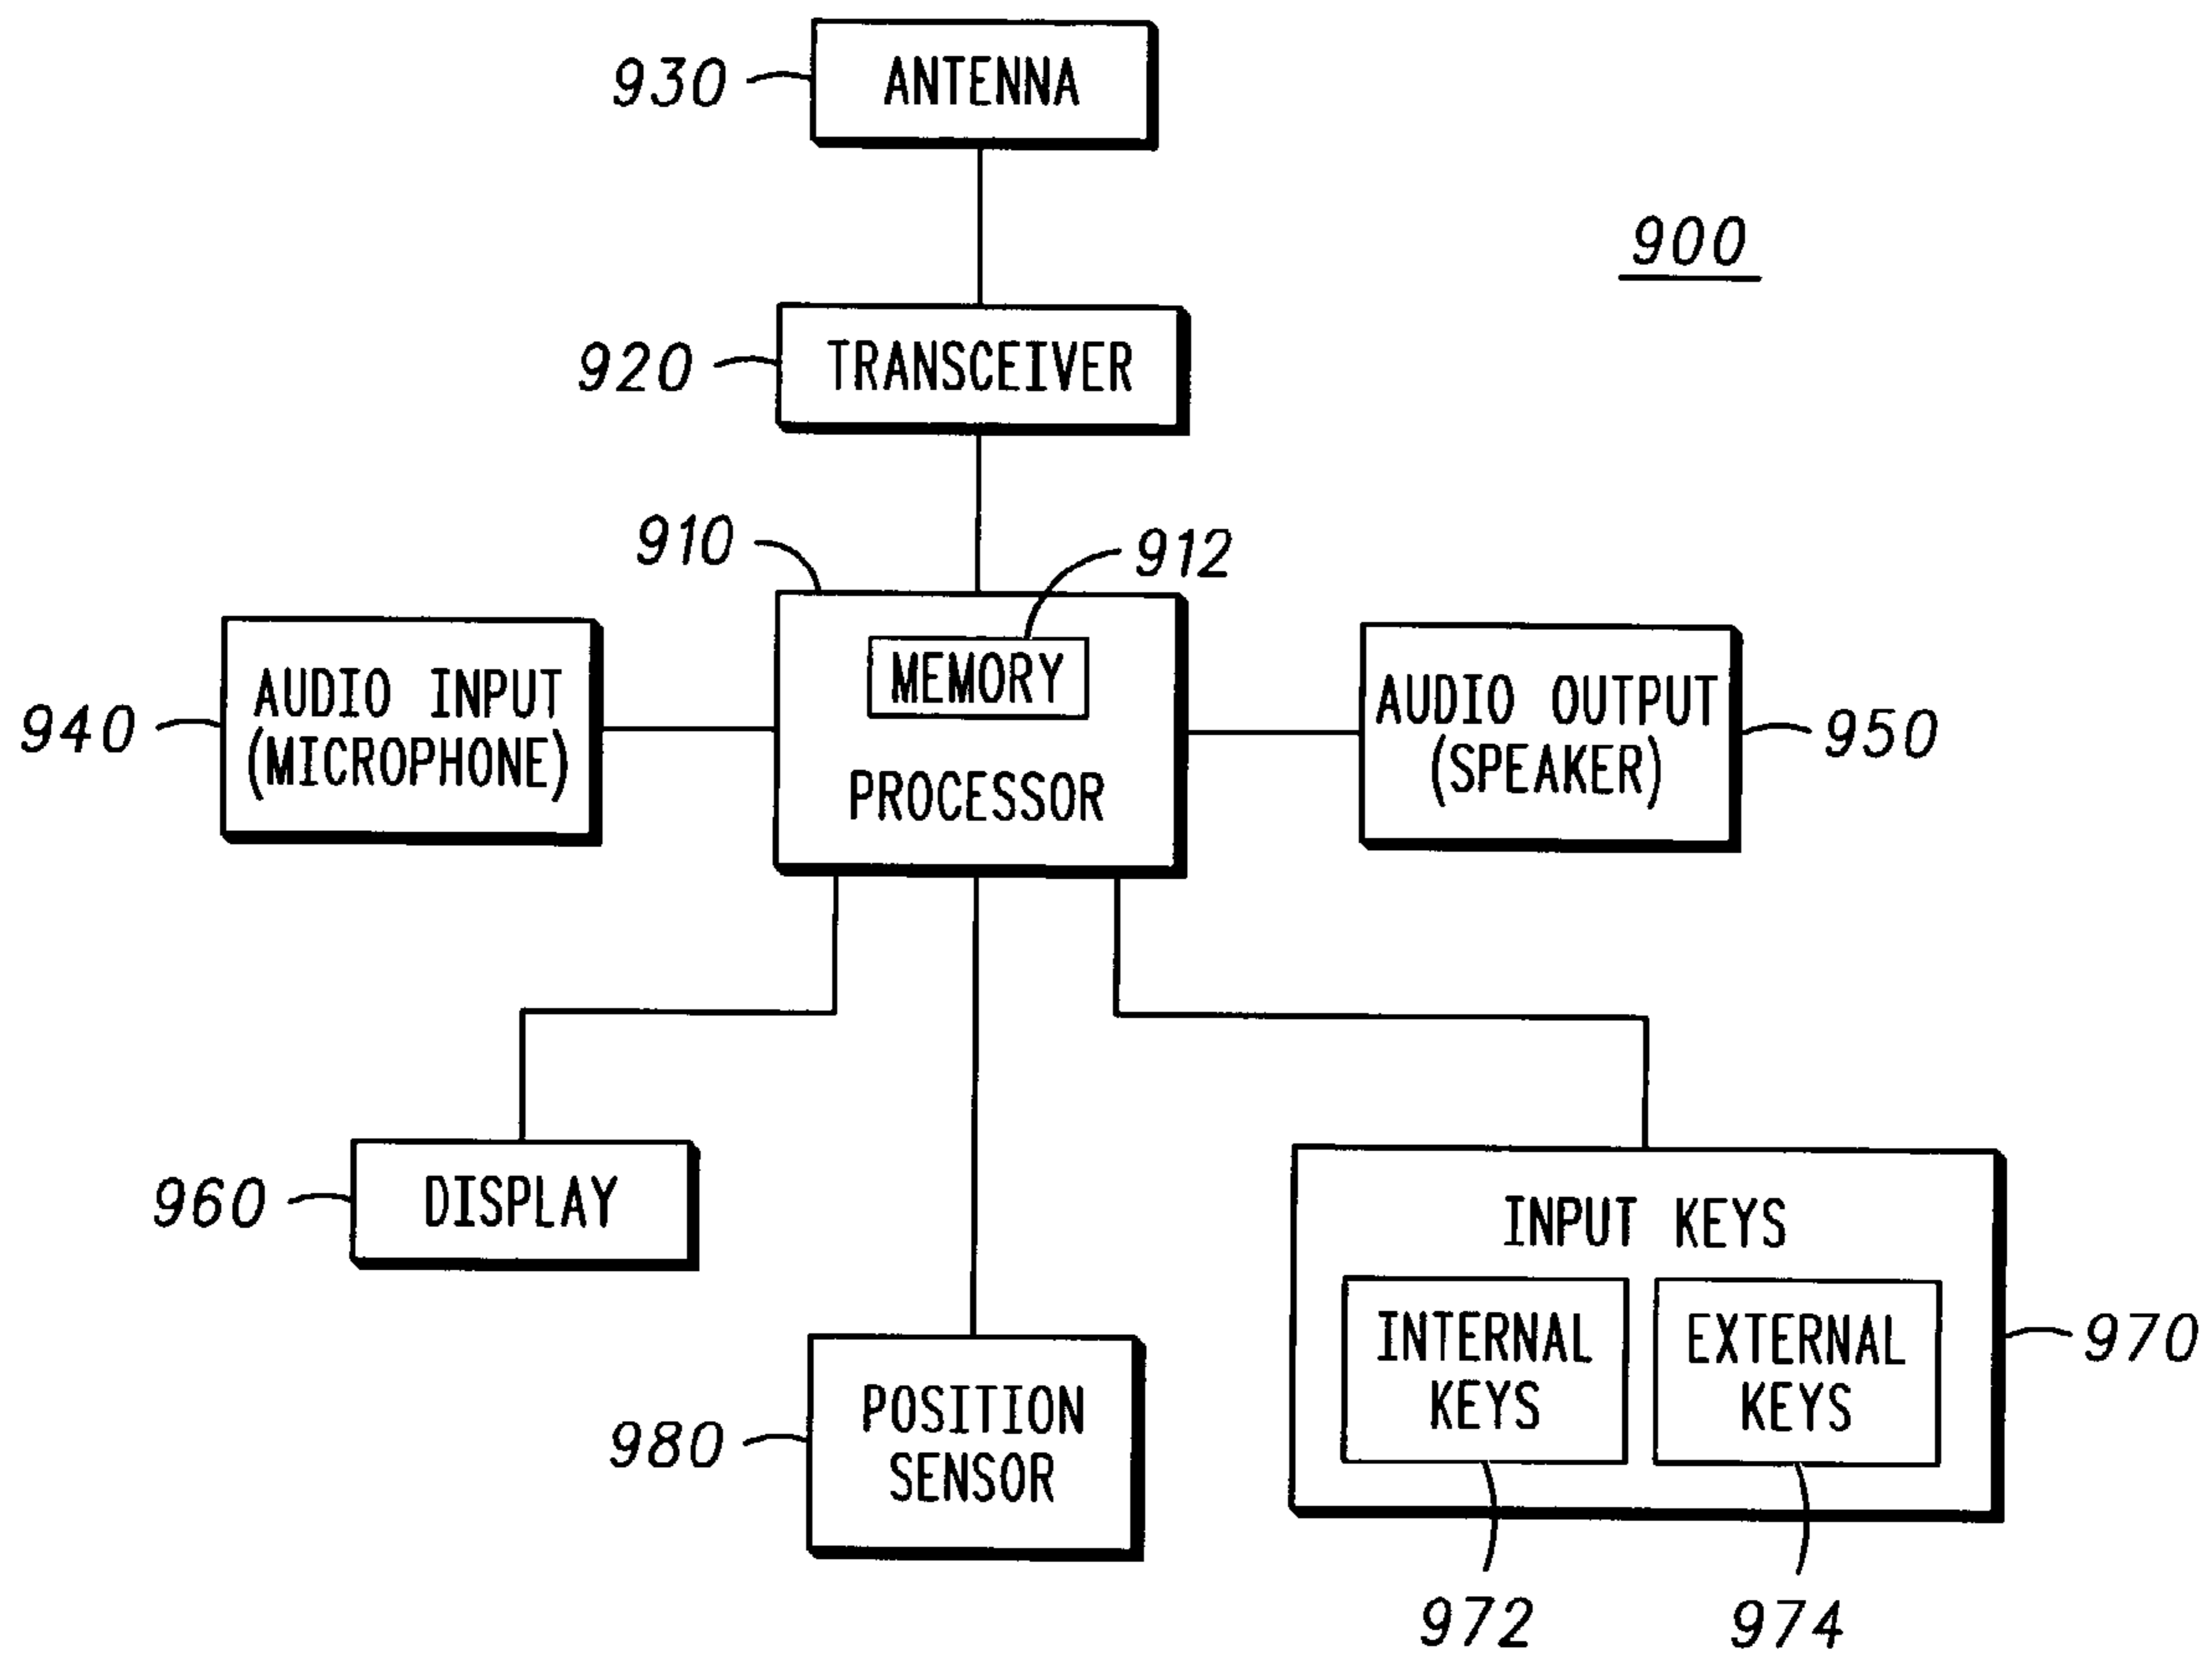 930
ANTENNA
900
920
TRANSCEIVER
910
912
MEMORY
PROCESSOR
940
AUDIO INPUT
(MICROPHONE)
AUDIO OUTPUT
(SPEAKER)
950
960
DISPLAY
INPUT KEYS
INTERNAL
KEYS
EXTERNAL
KEYS
970
980
POSITION
SENSOR
972
974